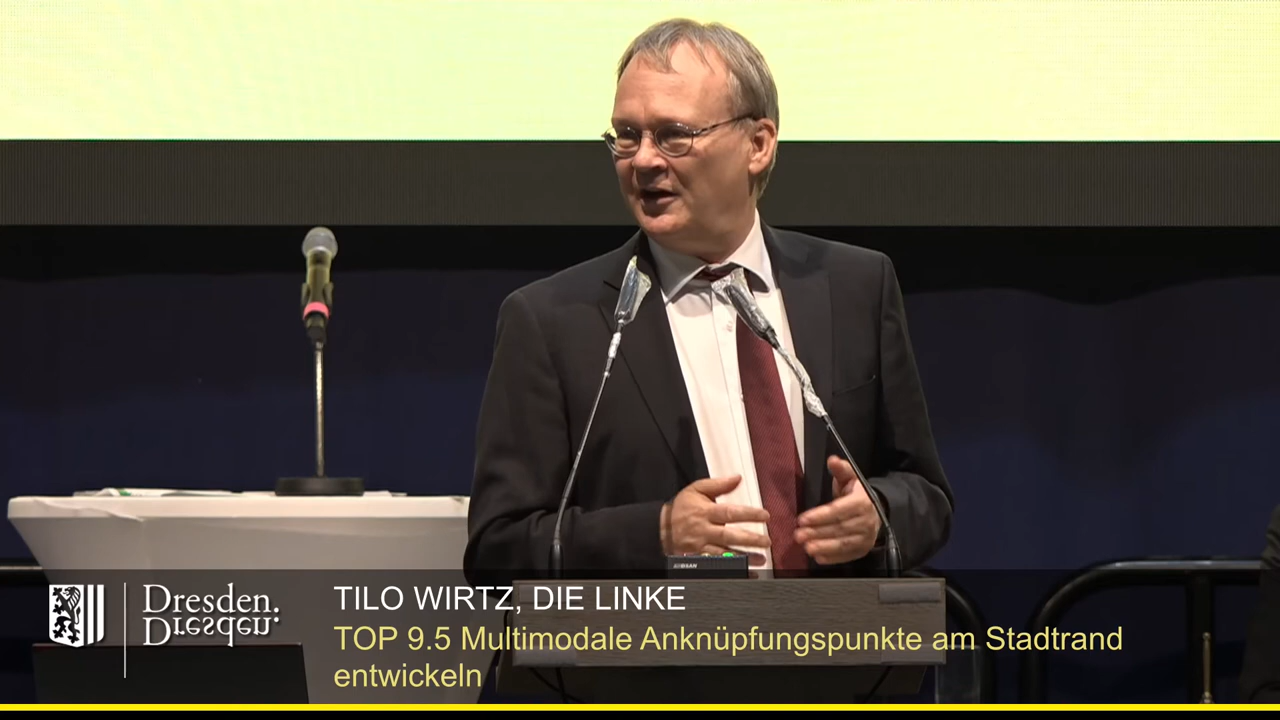 Dresden.
Dresden.
TILO WIRTZ, DIE LINKE
TOP 9.5 Multimodale Anknüpfungspunkte am Stadtrand
entwickeln